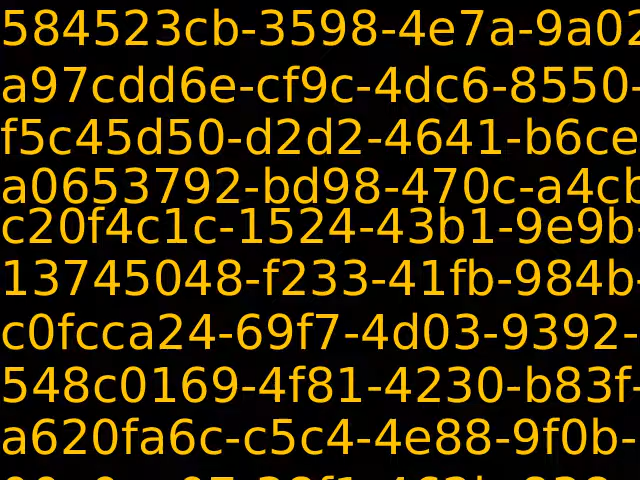 584523cb-3598-4e7a-9a02
a97cdd6e-cf9c-4dc6-8550-
f5c45d50-d2d2-4641-b6ce
a0653792-bd98-470c-a4cb
c20f4c1c-1524-43b1-9e9b-
13745048-f233-41fb-984b-
c0fcca24-69f7-4d03-9392-
548c0169-4f81-4230-b83f-
a620fa6c-c5c4-4e88-9f0b-